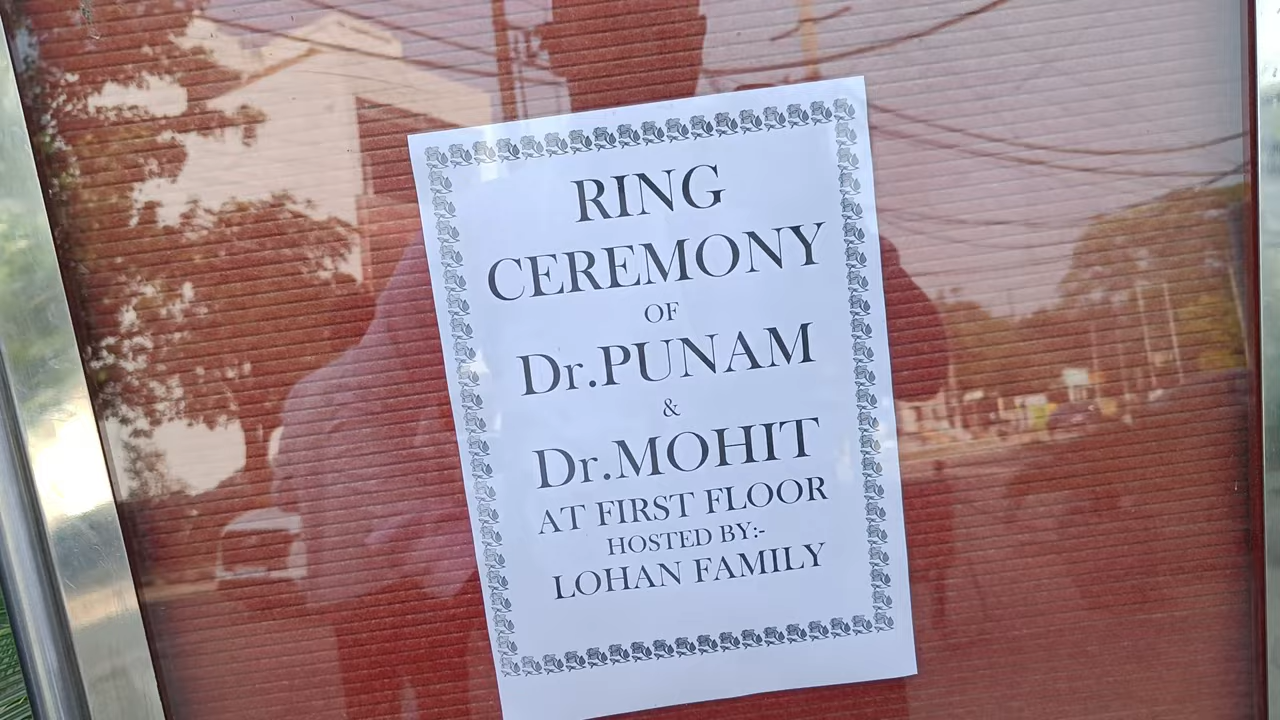 RING
CEREMONY
OF
Dr.PUNAM
&
Dr.MOHIT
AT FIRST FLOOR
HOSTED BY:-
LOHAN FAMILY